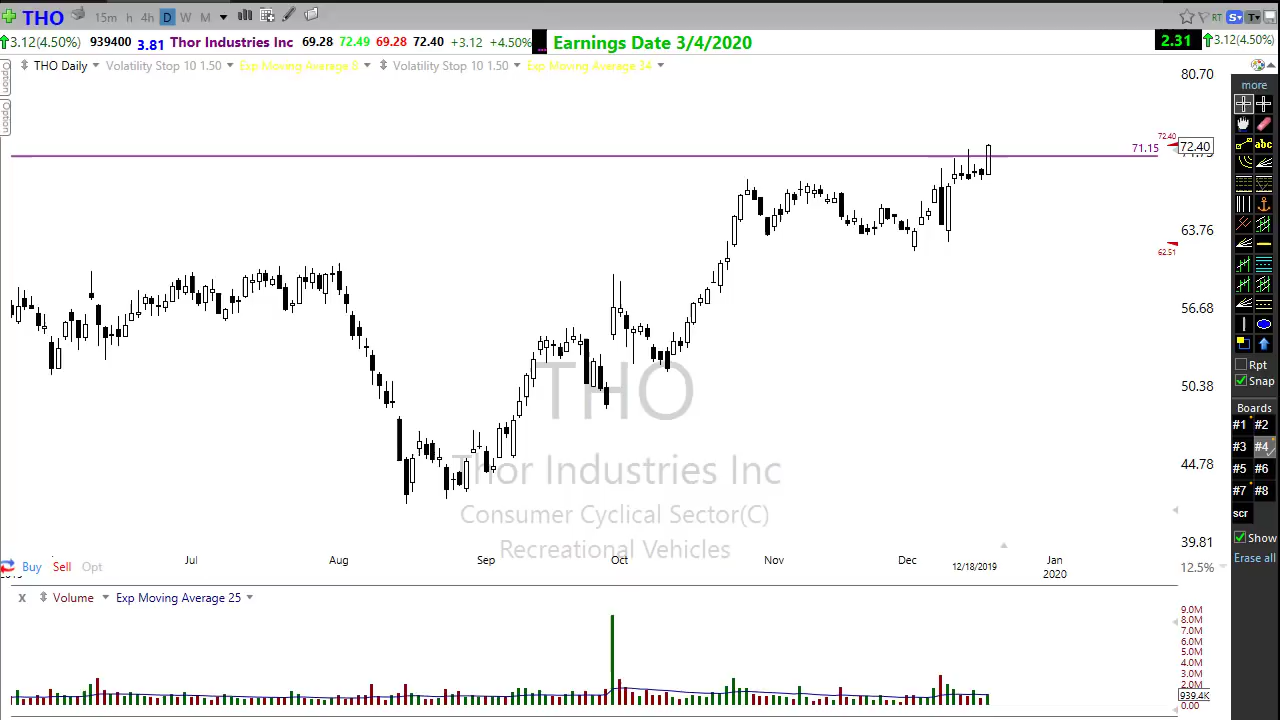 THO 15m h 4h D W M RT S T
3.12(4.50%) 939400 3.81 Thor Industries Inc 69.28 72.49 69.28 72.40 +3.12 +4.50% ... Earnings Date 3/4/2020 2.31 3.12(4.50%)
THO Daily Volatility Stop 10 1.50 Exp Moving Average 8 Volatility Stop 10 1.50 Exp Moving Average 34
Option
Option
80.70
72.40
71.15
72.40
63.76
62.51
56.68
50.38
44.78
39.81
12.5%
THO
Thor Industries Inc
Consumer Cyclical Sector(C)
Recreational Vehicles
Jul Aug Sep Oct Nov Dec 12/18/2019 Jan
2020
Buy Sell Opt
X Volume Exp Moving Average 25
9.0M
8.0M
7.0M
6.0M
5.0M
4.0M
3.0M
2.0M
939.4K
0.00
more
abc
Rpt
Snap
Boards
#1 #2
#3 #4
#5 #6
#7 #8
scr
Show
Erase all